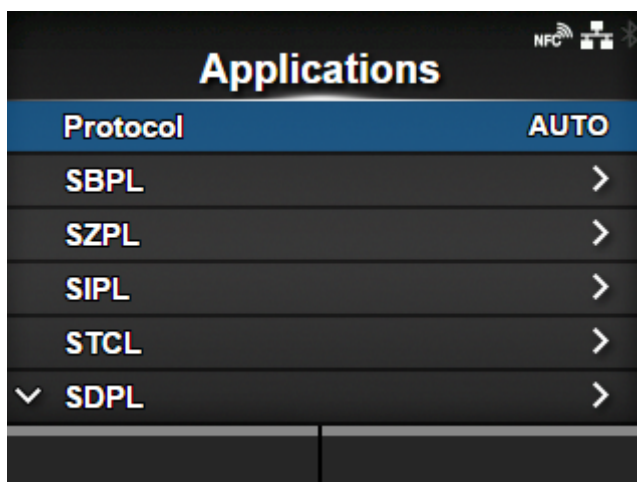 NFC
Applications
Protocol AUTO
SBPL
SZPL
SIPL
STCL
SDPL